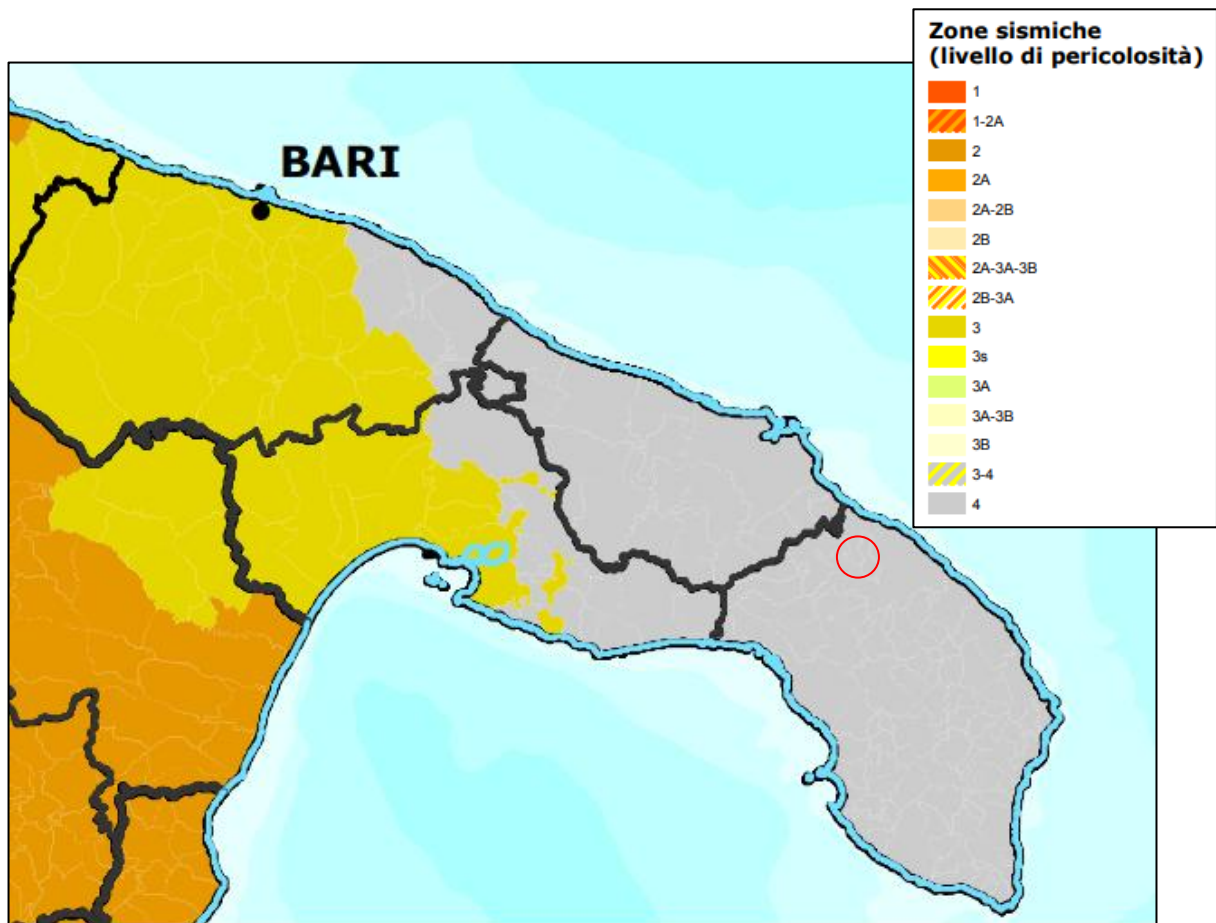 Zone sismiche
(livello di pericolosità)
1
1-2A
2
2A
2A-2B
2B
2A-3A-3B
2B-3A
3
3s
3A
3A-3B
3B
3-4
4
BARI